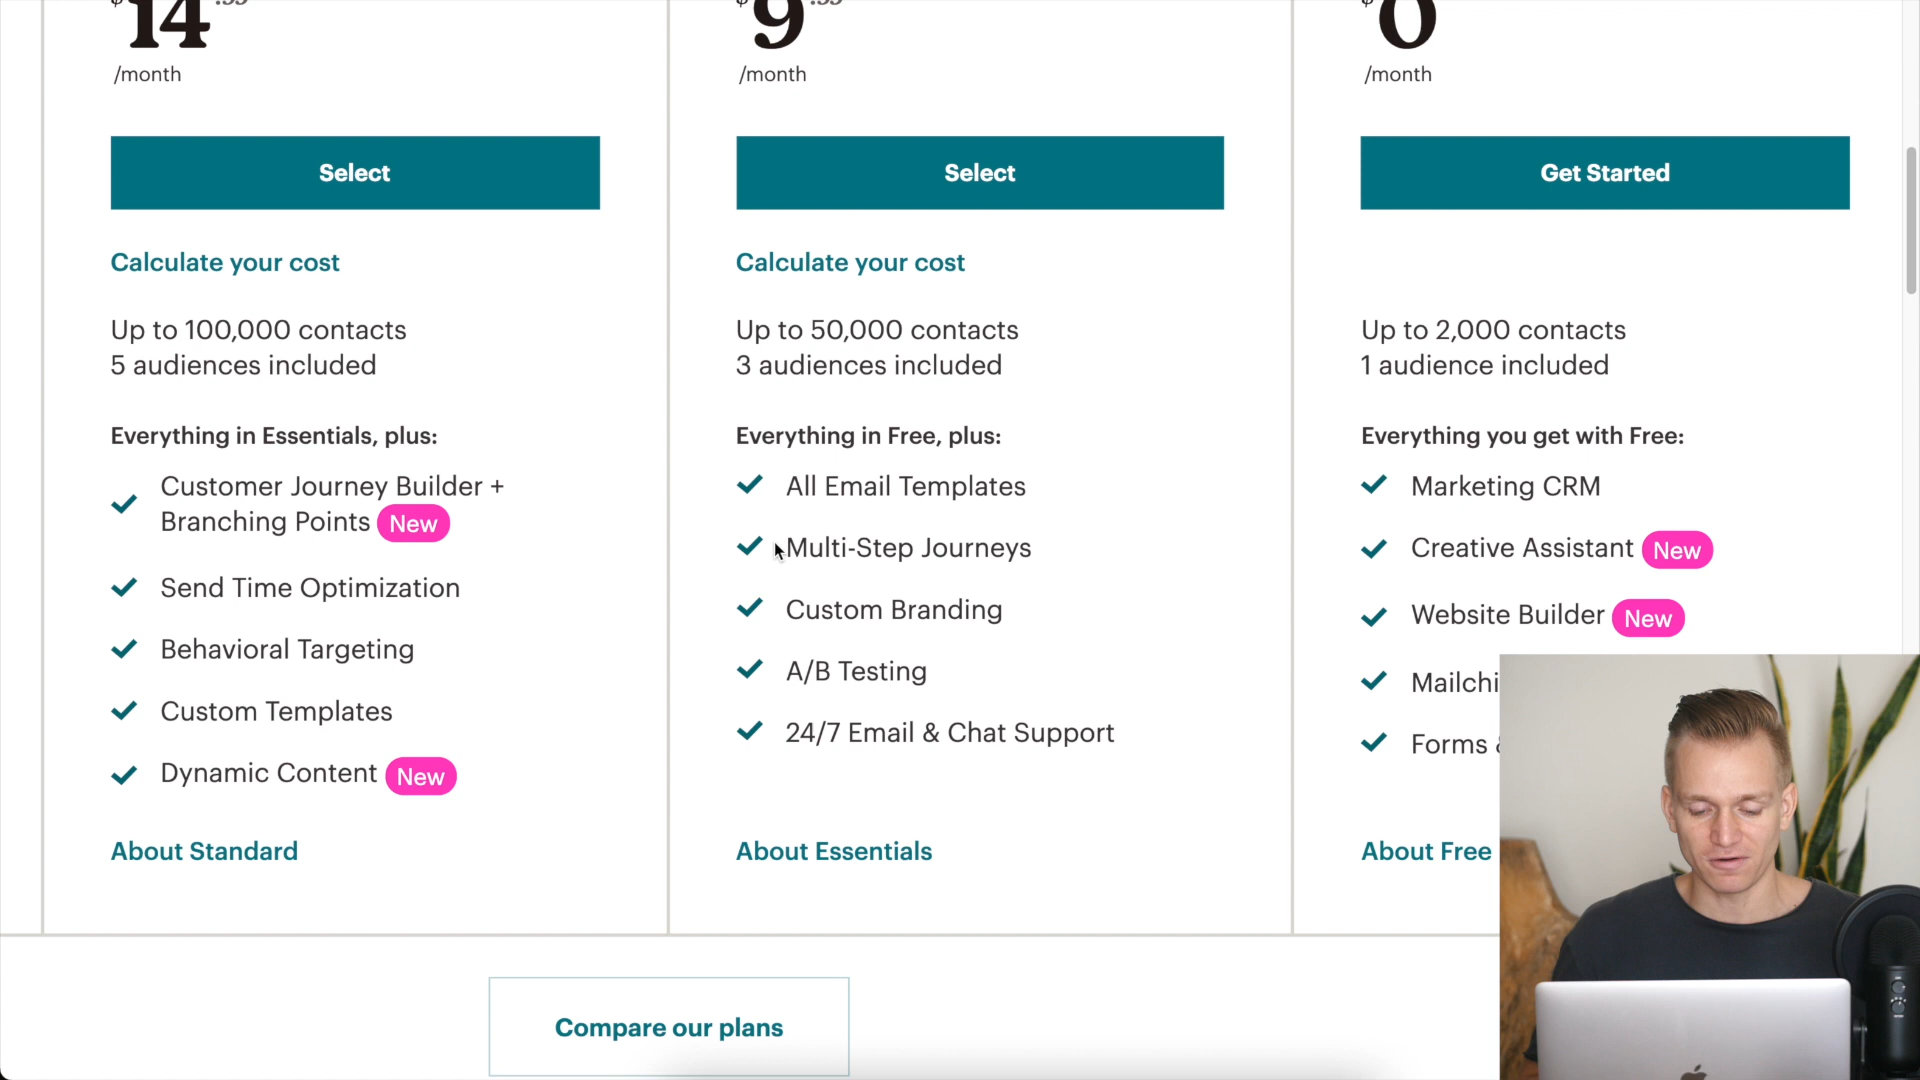 14
/month
Select
Calculate your cost
Up to 100,000 contacts
5 audiences included
Everything in Essentials, plus:
Customer Journey Builder +
Branching Points New
Send Time Optimization
Behavioral Targeting
Custom Templates
Dynamic Content New
About Standard
9
/month
Select
Calculate your cost
Up to 50,000 contacts
3 audiences included
Everything in Free, plus:
All Email Templates
Multi-Step Journeys
Custom Branding
A/B Testing
24/7 Email & Chat Support
About Essentials
0
/month
Get Started
Up to 2,000 contacts
1 audience included
Everything you get with Free:
Marketing CRM
Creative Assistant New
Website Builder New
Mailchi
Forms
About Free
Compare our plans